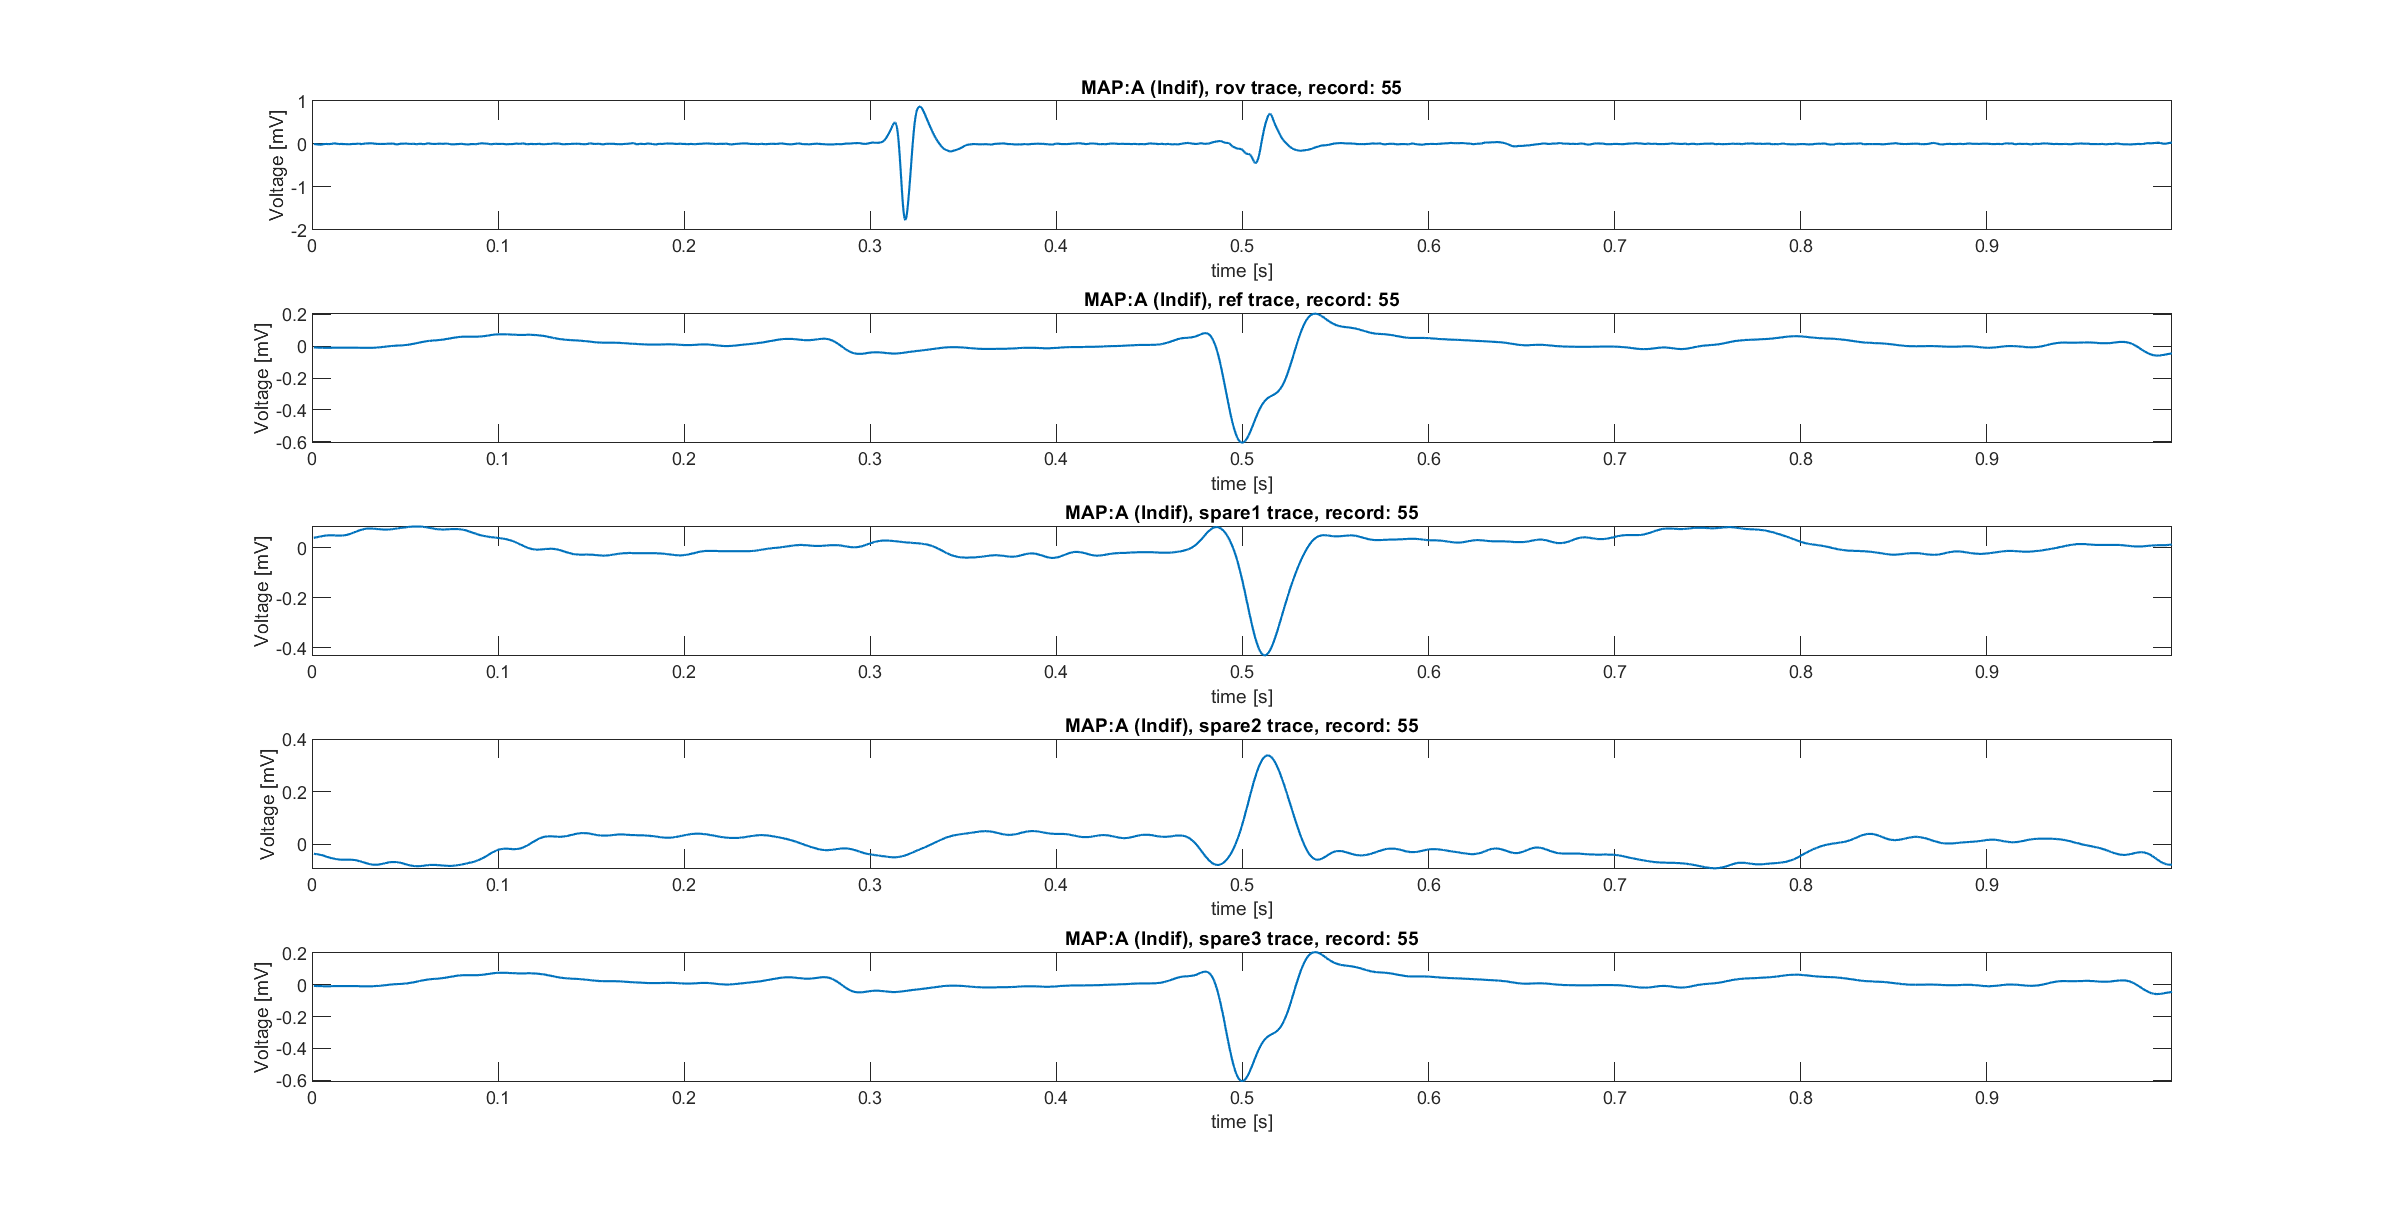 MAP:A (Indif), rov trace, record: 55
Voltage [mV]
1
0
-1
-2
0 0.1 0.2 0.3 0.4 0.5 0.6 0.7 0.8 0.9
time [s]
MAP:A (Indif), ref trace, record: 55
Voltage [mV]
0.2
0
-0.2
-0.4
-0.6
0 0.1 0.2 0.3 0.4 0.5 0.6 0.7 0.8 0.9
time [s]
MAP:A (Indif), spare1 trace, record: 55
Voltage [mV]
0
-0.2
-0.4
0 0.1 0.2 0.3 0.4 0.5 0.6 0.7 0.8 0.9
time [s]
MAP:A (Indif), spare2 trace, record: 55
Voltage [mV]
0.4
0.2
0
0 0.1 0.2 0.3 0.4 0.5 0.6 0.7 0.8 0.9
time [s]
MAP:A (Indif), spare3 trace, record: 55
Voltage [mV]
0.2
0
-0.2
-0.4
-0.6
0 0.1 0.2 0.3 0.4 0.5 0.6 0.7 0.8 0.9
time [s]